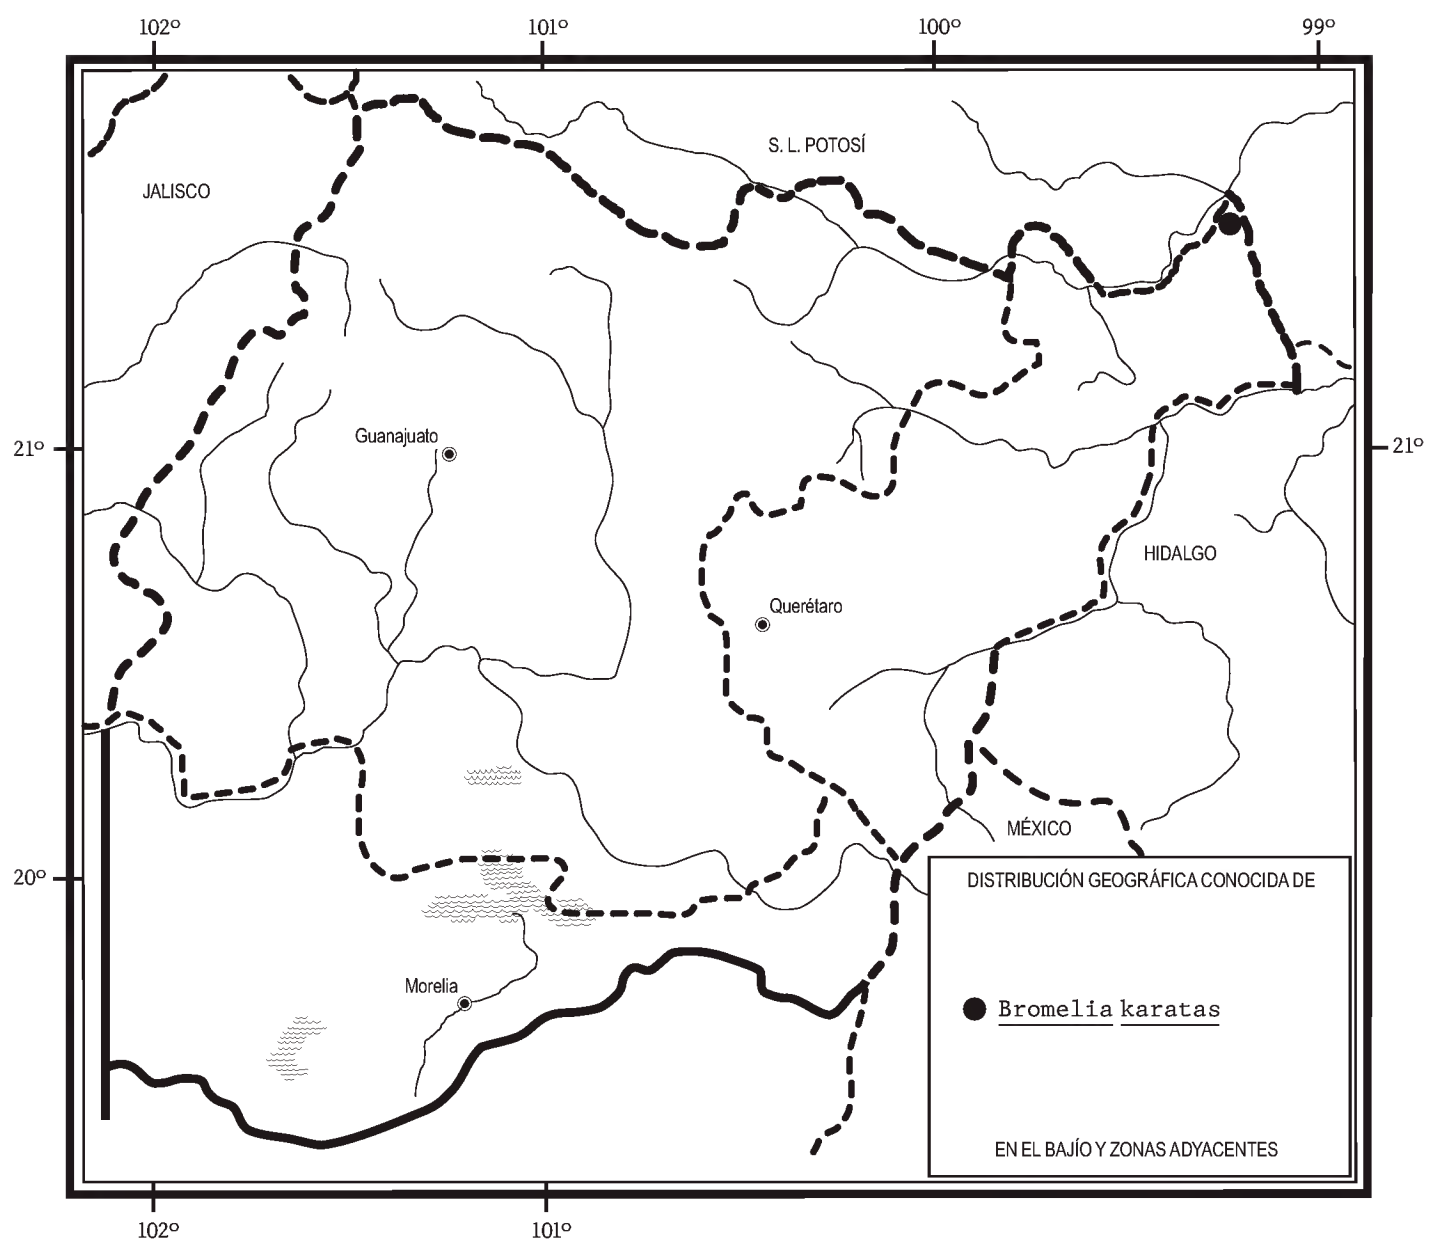 102º 101º 100º 99º
S. L. POTOSÍ
JALISCO
Guanajuato
21º
21º
HIDALGO
Querétaro
MÉXICO
20º
DISTRIBUCIÓN GEOGRÁFICA CONOCIDA DE
Morelia
Bromelia karatas
EN EL BAJÍO Y ZONAS ADYACENTES
102º 101º